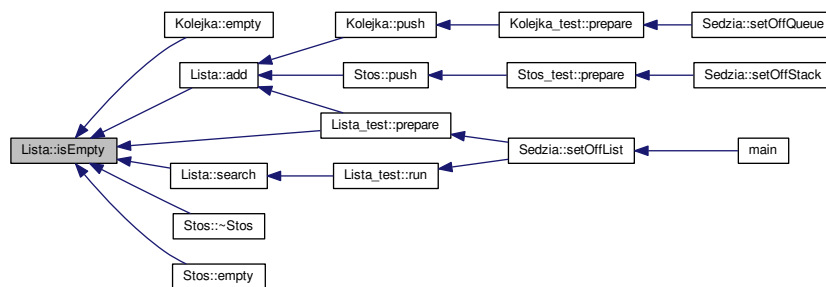 Kolejka::empty
Kolejka::push
Kolejka_test::prepare
Sedzia::setOffQueue
Lista::add
Stos::push
Stos_test::prepare
Sedzia::setOffStack
Lista_test::prepare
Lista::isEmpty
Sedzia::setOffList
main
Lista::search
Lista_test::run
Stos::~Stos
Stos::empty